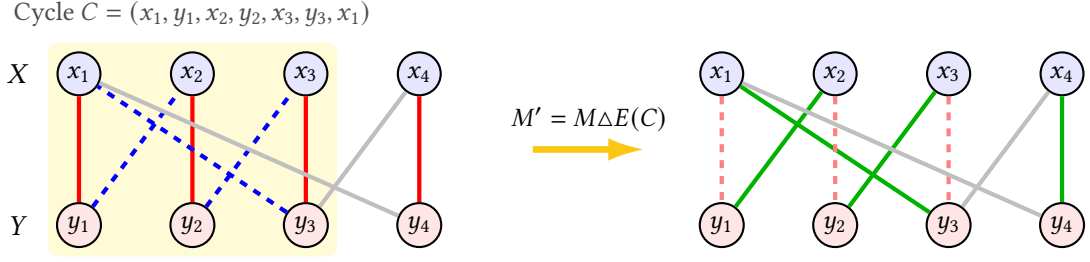 Cycle C = (x₁, y₁, x₂, y₂, x₃, y₃, x₁)
X x₁ x₂ x₃ x₄ x₁ x₂ x₃ x₄
M′ = M△E(C)
Y y₁ y₂ y₃ y₄ y₁ y₂ y₃ y₄